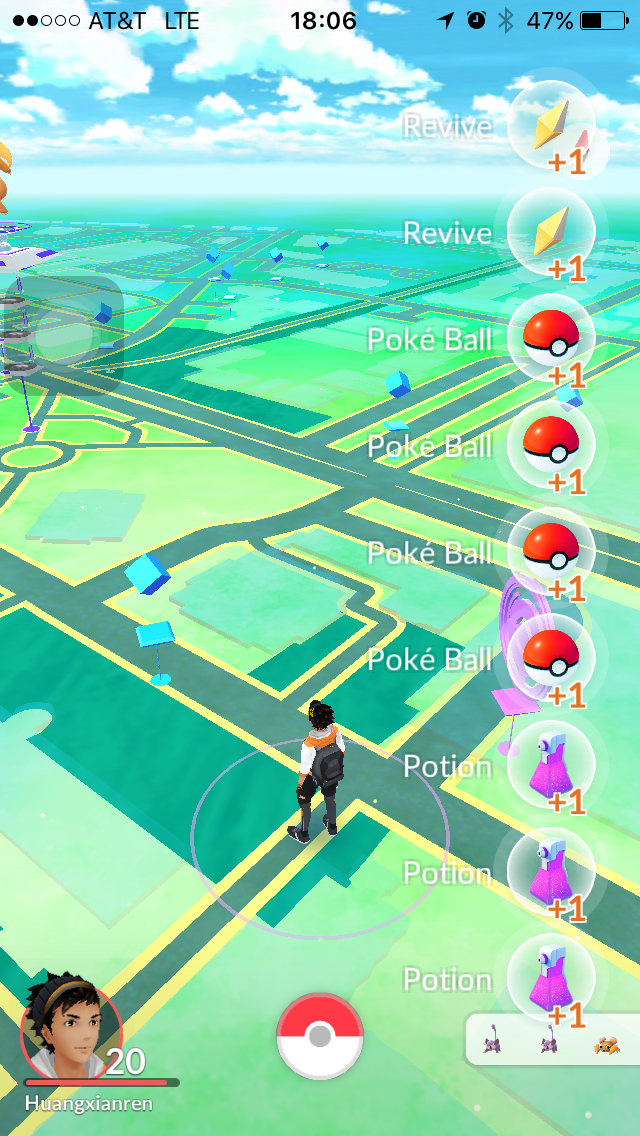 AT&T LTE 18:06 47%
Revive
+1
Revive
+1
Poké Ball
+1
Poké Ball
+1
Poké Ball
+1
Poké Ball
+1
Potion
+1
Potion
+1
Potion
+1
20
Huangxianren